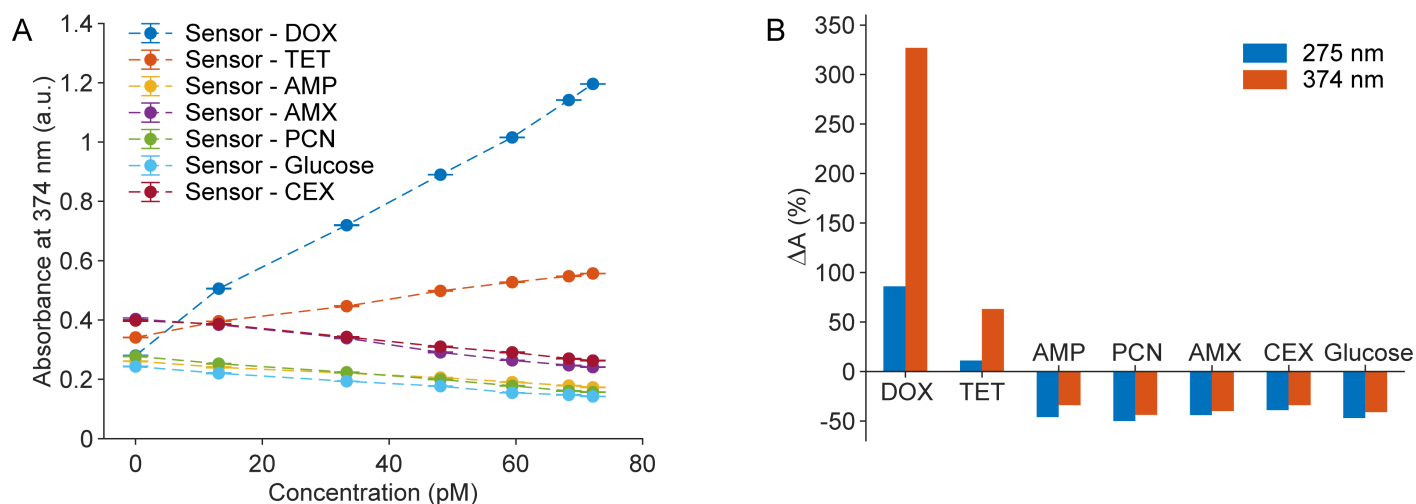 A
1.4
1.2
1
0.8
0.6
0.4
0.2
0
Absorbance at 374 nm (a.u.)
Sensor - DOX
Sensor - TET
Sensor - AMP
Sensor - AMX
Sensor - PCN
Sensor - Glucose
Sensor - CEX
0 20 40 60 80
Concentration (pM)
B
350
300
250
200
150
100
50
0
-50
ΔA (%)
275 nm
374 nm
AMP PCN AMX CEX Glucose
DOX TET